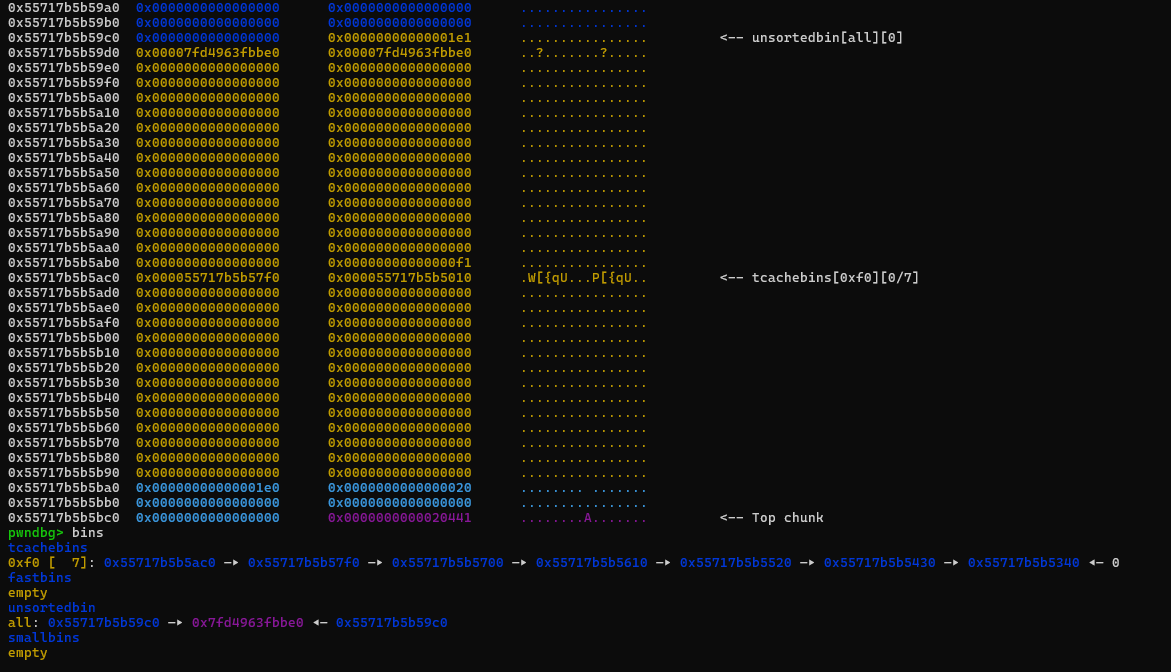 0x55717b5b59a0  0x0000000000000000      0x0000000000000000      ................
0x55717b5b59b0  0x0000000000000000      0x0000000000000000      ................
0x55717b5b59c0  0x0000000000000000      0x00000000000001e1      ................         <-- unsortedbin[all][0]
0x55717b5b59d0  0x00007fd4963fbbe0      0x00007fd4963fbbe0      ..?.......?.....
0x55717b5b59e0  0x0000000000000000      0x0000000000000000      ................
0x55717b5b59f0  0x0000000000000000      0x0000000000000000      ................
0x55717b5b5a00  0x0000000000000000      0x0000000000000000      ................
0x55717b5b5a10  0x0000000000000000      0x0000000000000000      ................
0x55717b5b5a20  0x0000000000000000      0x0000000000000000      ................
0x55717b5b5a30  0x0000000000000000      0x0000000000000000      ................
0x55717b5b5a40  0x0000000000000000      0x0000000000000000      ................
0x55717b5b5a50  0x0000000000000000      0x0000000000000000      ................
0x55717b5b5a60  0x0000000000000000      0x0000000000000000      ................
0x55717b5b5a70  0x0000000000000000      0x0000000000000000      ................
0x55717b5b5a80  0x0000000000000000      0x0000000000000000      ................
0x55717b5b5a90  0x0000000000000000      0x0000000000000000      ................
0x55717b5b5aa0  0x0000000000000000      0x0000000000000000      ................
0x55717b5b5ab0  0x0000000000000000      0x00000000000000f1      ................
0x55717b5b5ac0  0x000055717b5b57f0      0x000055717b5b5010      .W[{qU...P[{qU..         <-- tcachebins[0xf0][0/7]
0x55717b5b5ad0  0x0000000000000000      0x0000000000000000      ................
0x55717b5b5ae0  0x0000000000000000      0x0000000000000000      ................
0x55717b5b5af0  0x0000000000000000      0x0000000000000000      ................
0x55717b5b5b00  0x0000000000000000      0x0000000000000000      ................
0x55717b5b5b10  0x0000000000000000      0x0000000000000000      ................
0x55717b5b5b20  0x0000000000000000      0x0000000000000000      ................
0x55717b5b5b30  0x0000000000000000      0x0000000000000000      ................
0x55717b5b5b40  0x0000000000000000      0x0000000000000000      ................
0x55717b5b5b50  0x0000000000000000      0x0000000000000000      ................
0x55717b5b5b60  0x0000000000000000      0x0000000000000000      ................
0x55717b5b5b70  0x0000000000000000      0x0000000000000000      ................
0x55717b5b5b80  0x0000000000000000      0x0000000000000000      ................
0x55717b5b5b90  0x0000000000000000      0x0000000000000000      ................
0x55717b5b5ba0  0x00000000000001e0      0x0000000000000020      ........ .......
0x55717b5b5bb0  0x0000000000000000      0x0000000000000000      ................
0x55717b5b5bc0  0x0000000000000000      0x0000000000020441      ........A.......         <-- Top chunk
pwndbg> bins
tcachebins
0xf0 [  7]: 0x55717b5b5ac0 —▸ 0x55717b5b57f0 —▸ 0x55717b5b5700 —▸ 0x55717b5b5610 —▸ 0x55717b5b5520 —▸ 0x55717b5b5430 —▸ 0x55717b5b5340 ◂— 0
fastbins
empty
unsortedbin
all: 0x55717b5b59c0 —▸ 0x7fd4963fbbe0 ◂— 0x55717b5b59c0
smallbins
empty